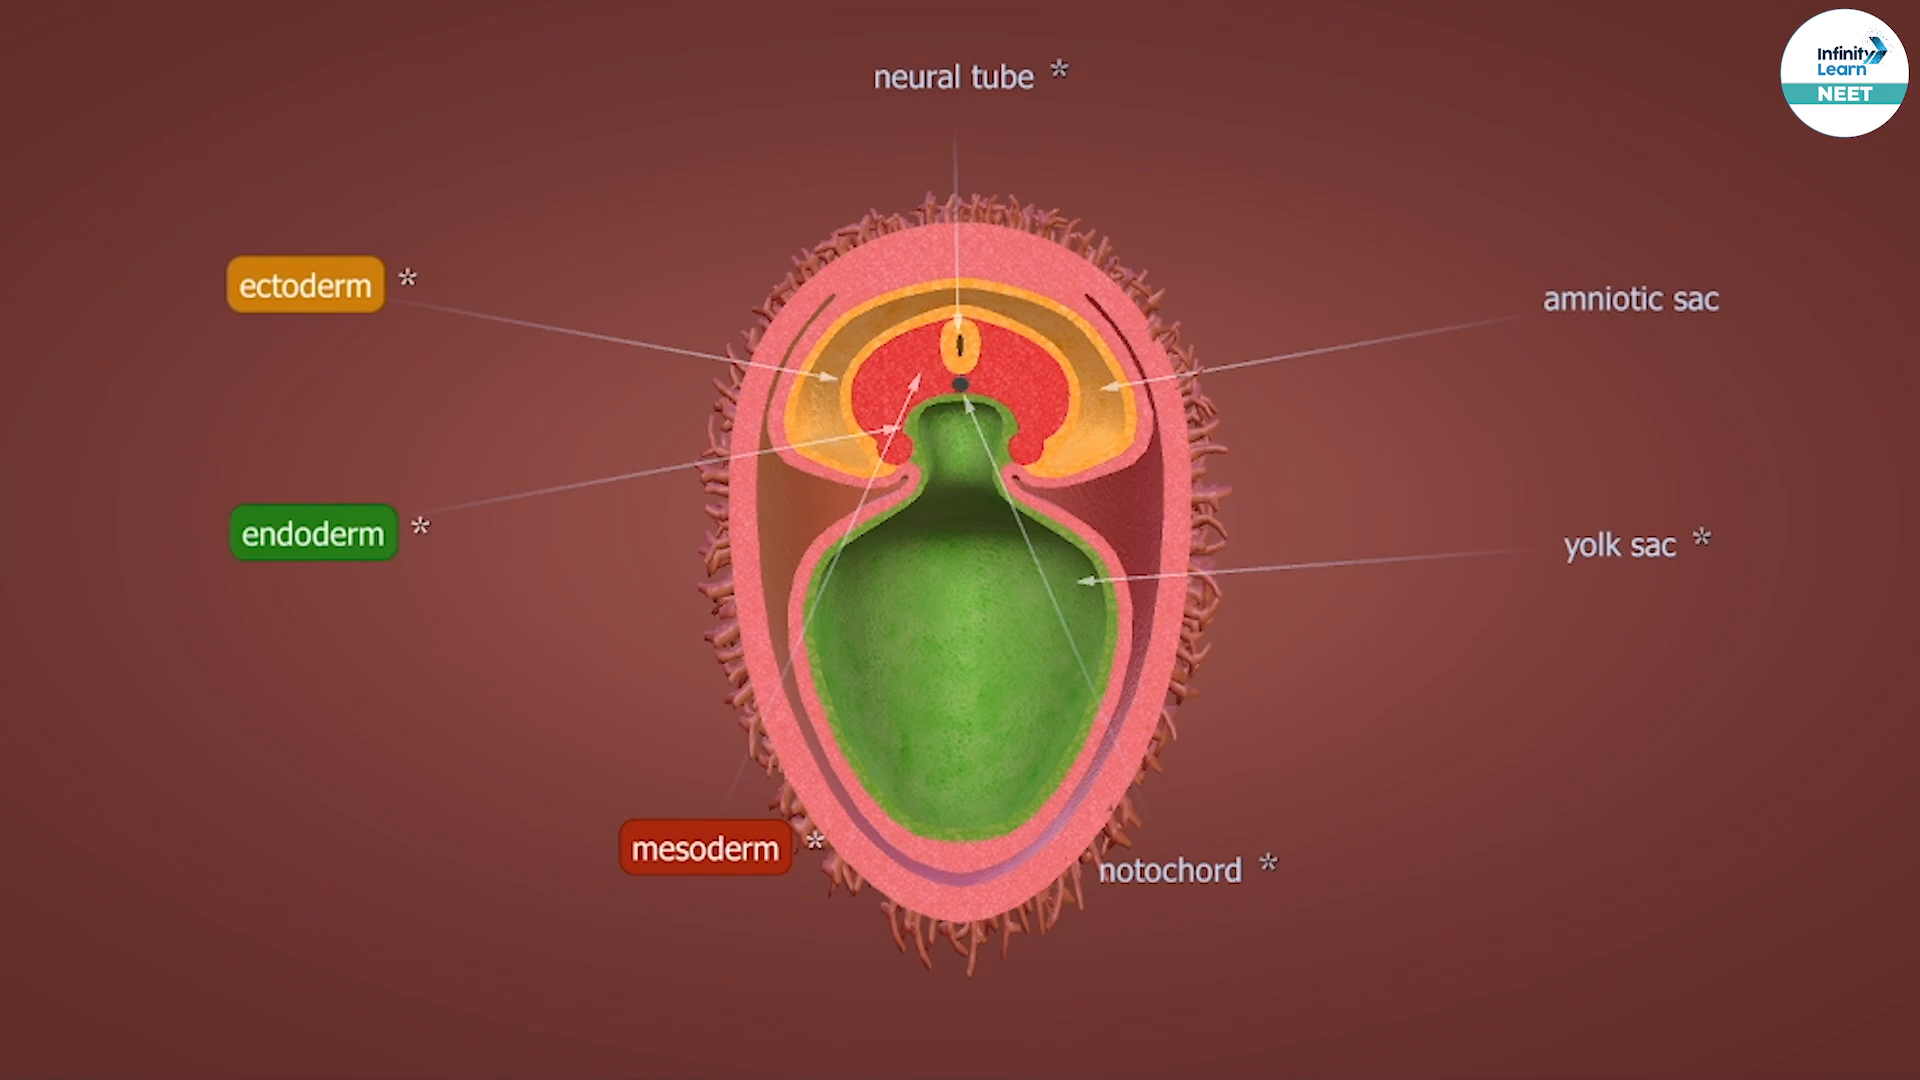 neural tube *
Infinity
Learn
NEET
ectoderm *
amniotic sac
endoderm *
yolk sac *
mesoderm *
notochord *